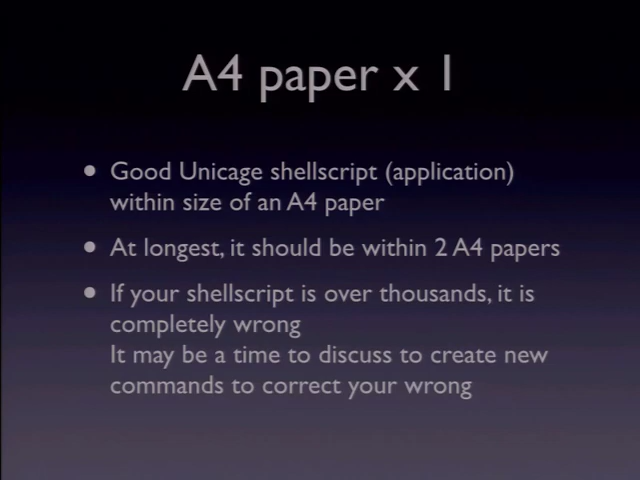 A4 paper x 1
• Good Unicage shellscript (application)
within size of an A4 paper
• At longest, it should be within 2 A4 papers
• If your shellscript is over thousands, it is
completely wrong
It may be a time to discuss to create new
commands to correct your wrong